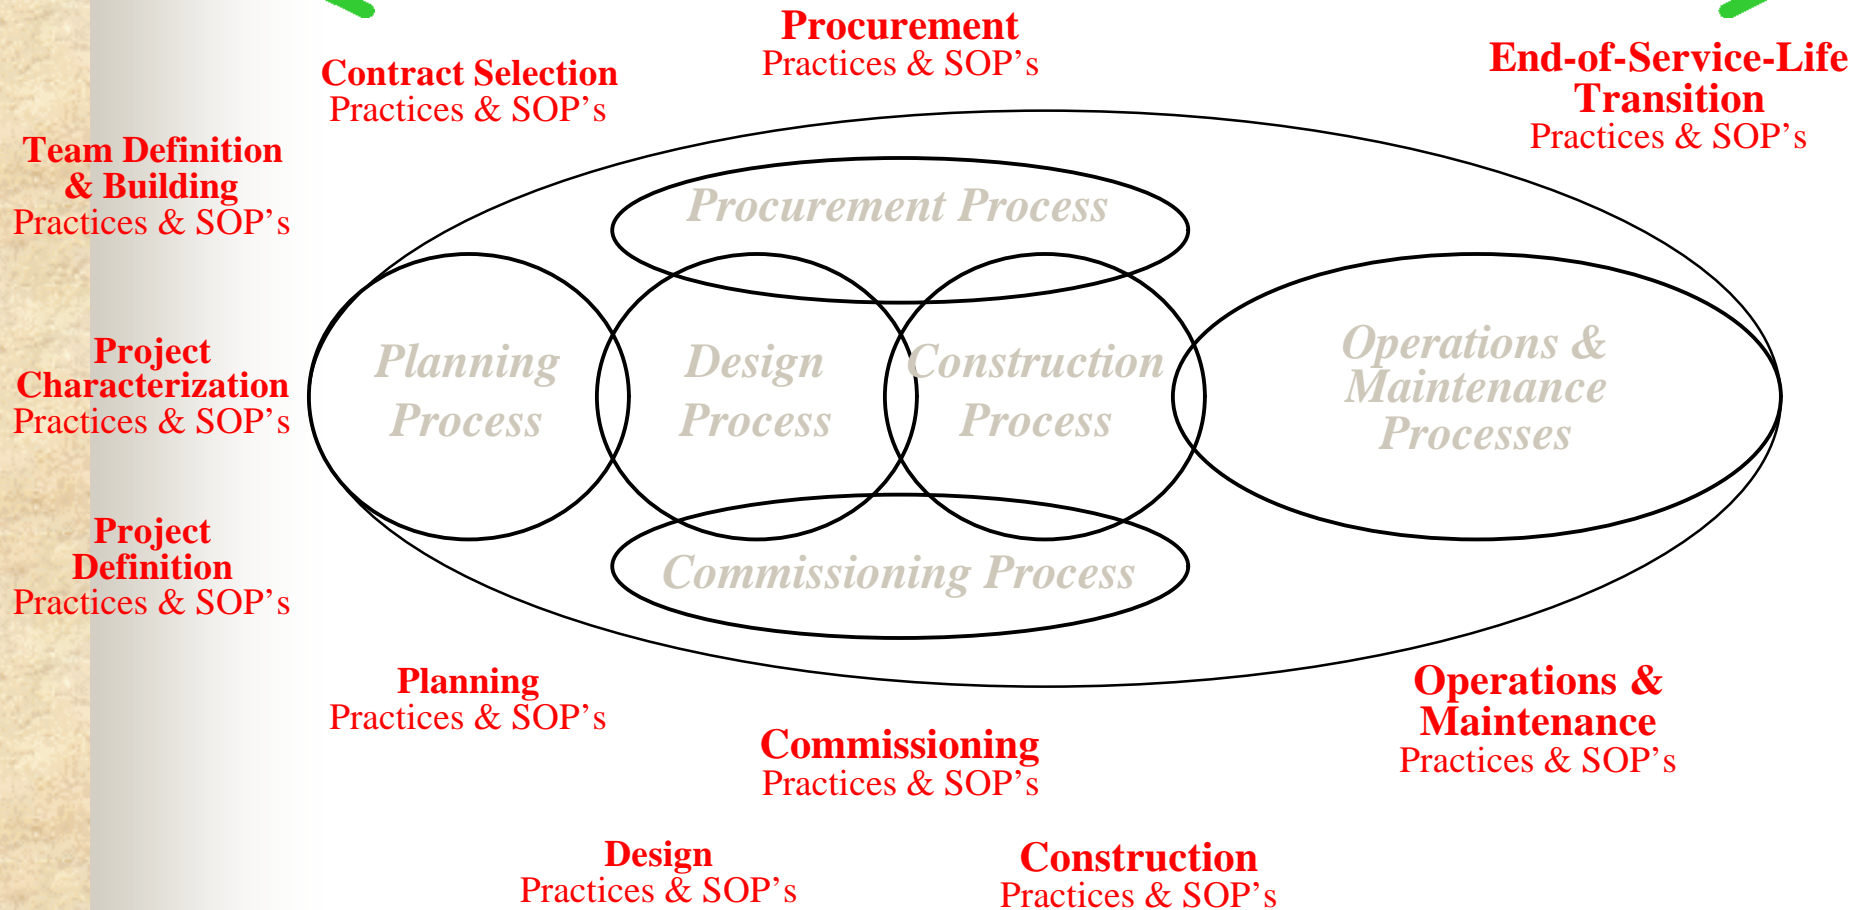 Procurement
Practices & SOP’s
Contract Selection
Practices & SOP’s
End-of-Service-Life
Transition
Practices & SOP’s
Team Definition
& Building
Practices & SOP’s
Procurement Process
Project
Characterization
Practices & SOP’s
Planning
Process
Design
Process
Construction
Process
Operations &
Maintenance
Processes
Project
Definition
Practices & SOP’s
Commissioning Process
Planning
Practices & SOP’s
Operations &
Maintenance
Practices & SOP’s
Commissioning
Practices & SOP’s
Design
Practices & SOP’s
Construction
Practices & SOP’s